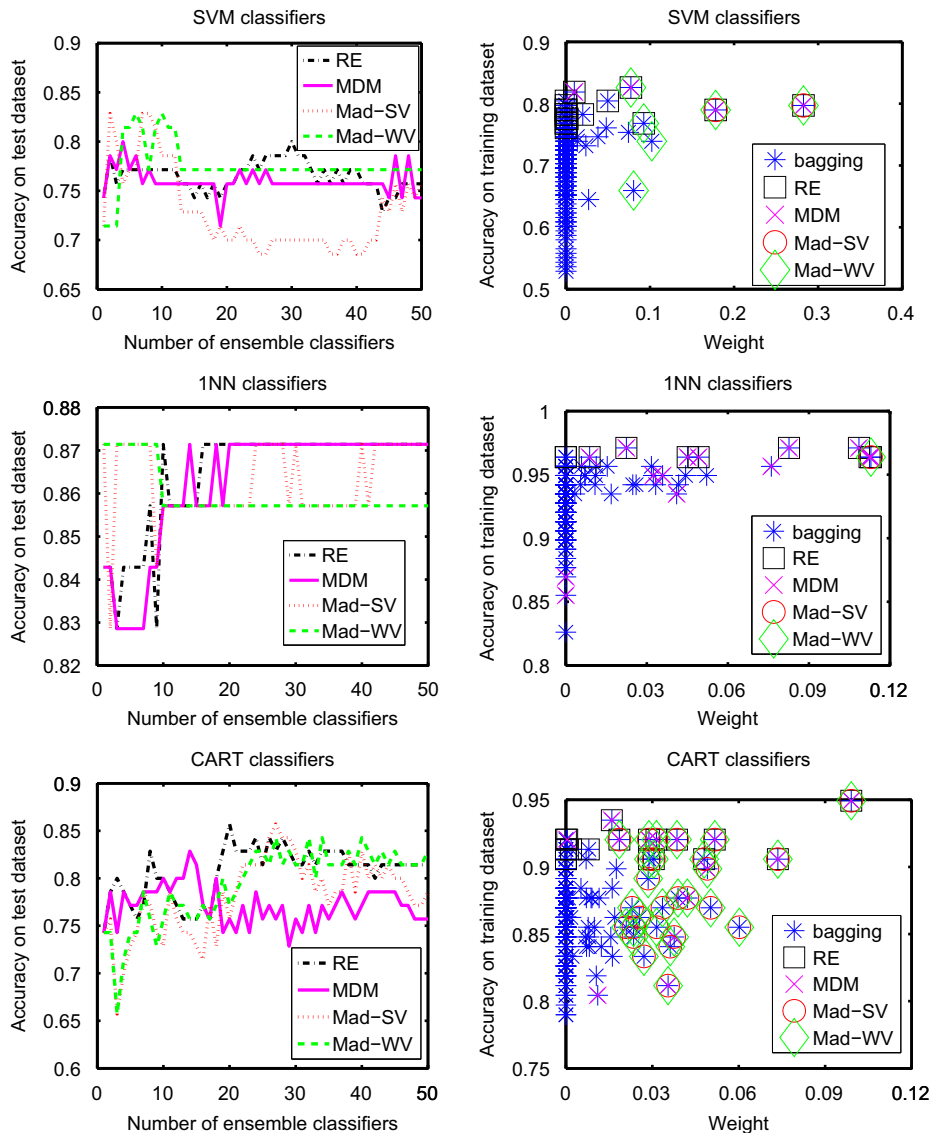 SVM classifiers
0.9
0.85
0.8
0.75
0.7
0.65
Accuracy on test dataset
RE
MDM
Mad−SV
Mad−WV
0
10
20
30
40
50
Number of ensemble classifiers
SVM classifiers
0.9
0.8
0.7
0.6
0.5
Accuracy on training dataset
bagging
RE
MDM
Mad−SV
Mad−WV
0
0.1
0.2
0.3
0.4
Weight
1NN classifiers
0.88
0.87
0.86
0.84
0.83
0.82
Accuracy on test dataset
RE
MDM
Mad−SV
Mad−WV
0
10
20
30
40
50
Number of ensemble classifiers
1NN classifiers
1
0.95
0.9
0.85
0.8
Accuracy on training dataset
bagging
RE
MDM
Mad−SV
Mad−WV
0
0.03
0.06
0.09
0.12
Weight
CART classifiers
0.9
0.85
0.8
0.75
0.7
0.65
0.6
Accuracy on test dataset
RE
MDM
Mad−SV
Mad−WV
0
10
20
30
40
50
Number of ensemble classifiers
CART classifiers
0.95
0.9
0.85
0.8
0.75
Accuracy on training dataset
bagging
RE
MDM
Mad−SV
Mad−WV
0
0.03
0.06
0.09
0.12
Weight